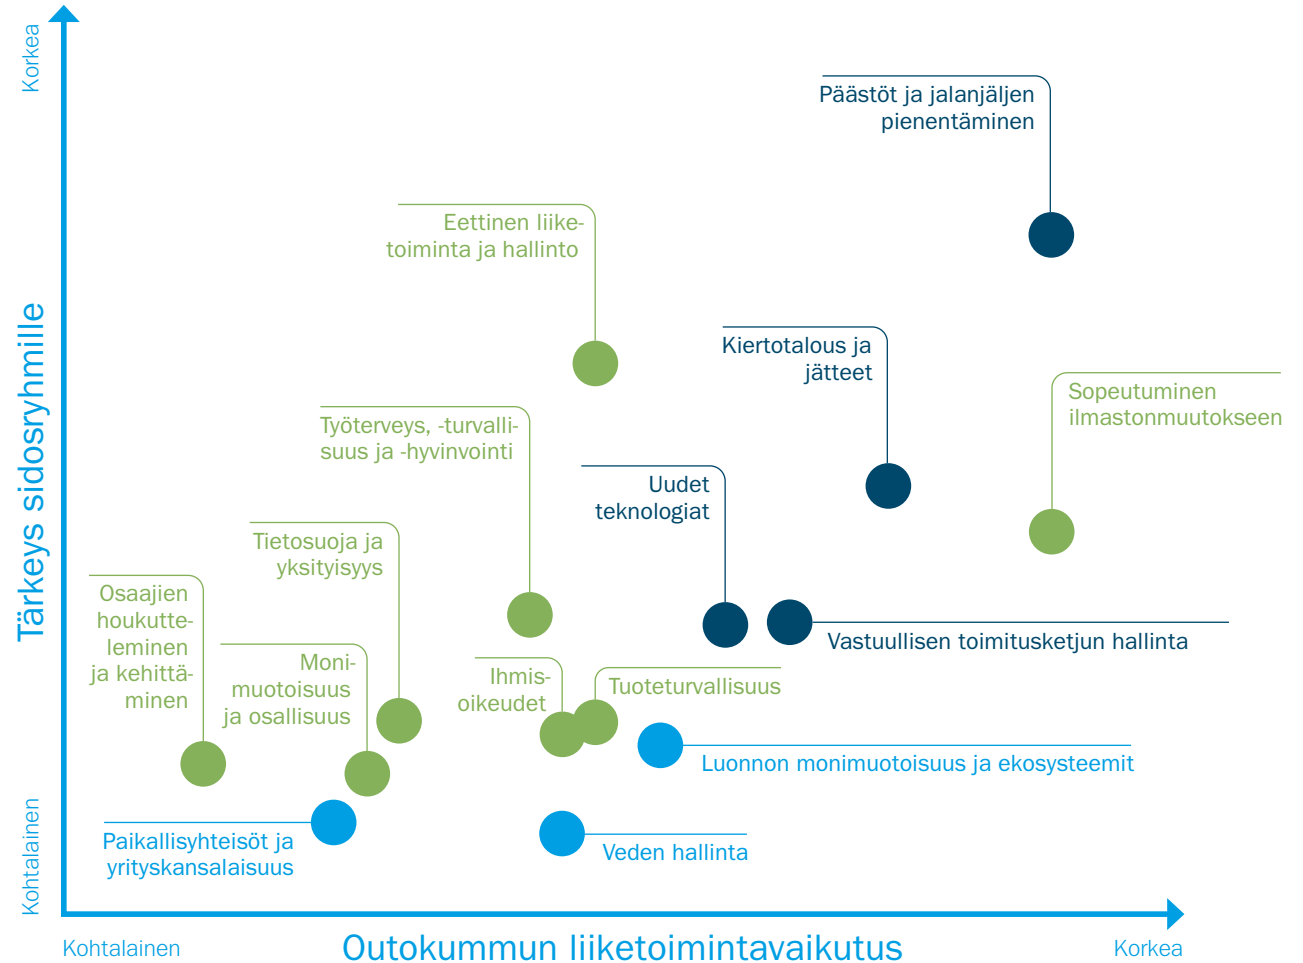 Korkea
Tärkeys sidosryhmille
Kohtalainen
Päästöt ja jalanjäljen
pienentäminen
Eettinen liike-
toiminta ja hallinto
Kiertotalous ja
jätteet
Sopeutuminen
ilmastonmuutokseen
Työterveys, -turvalli-
suus ja -hyvinvointi
Uudet
teknologiat
Tietosuoja ja
yksityisyys
Osaajien
houkutte-
leminen
ja kehittä-
minen
Moni-
muotoisuus
ja osallisuus
Vastuullisen toimitusketjun hallinta
Ihmis-
oikeudet
Tuoteturvallisuus
Luonnon monimuotoisuus ja ekosysteemit
Paikallisyhteisöt ja
yrityskansalaisuus
Veden hallinta
Kohtalainen
Outokummun liiketoimintavaikutus
Korkea